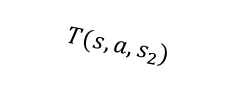 T(s, a, s₂)